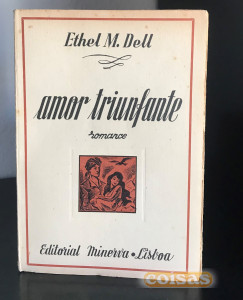 Ethel M. Dell
amor triunfante
romance
Editorial Minerva • Lisboa
coisas